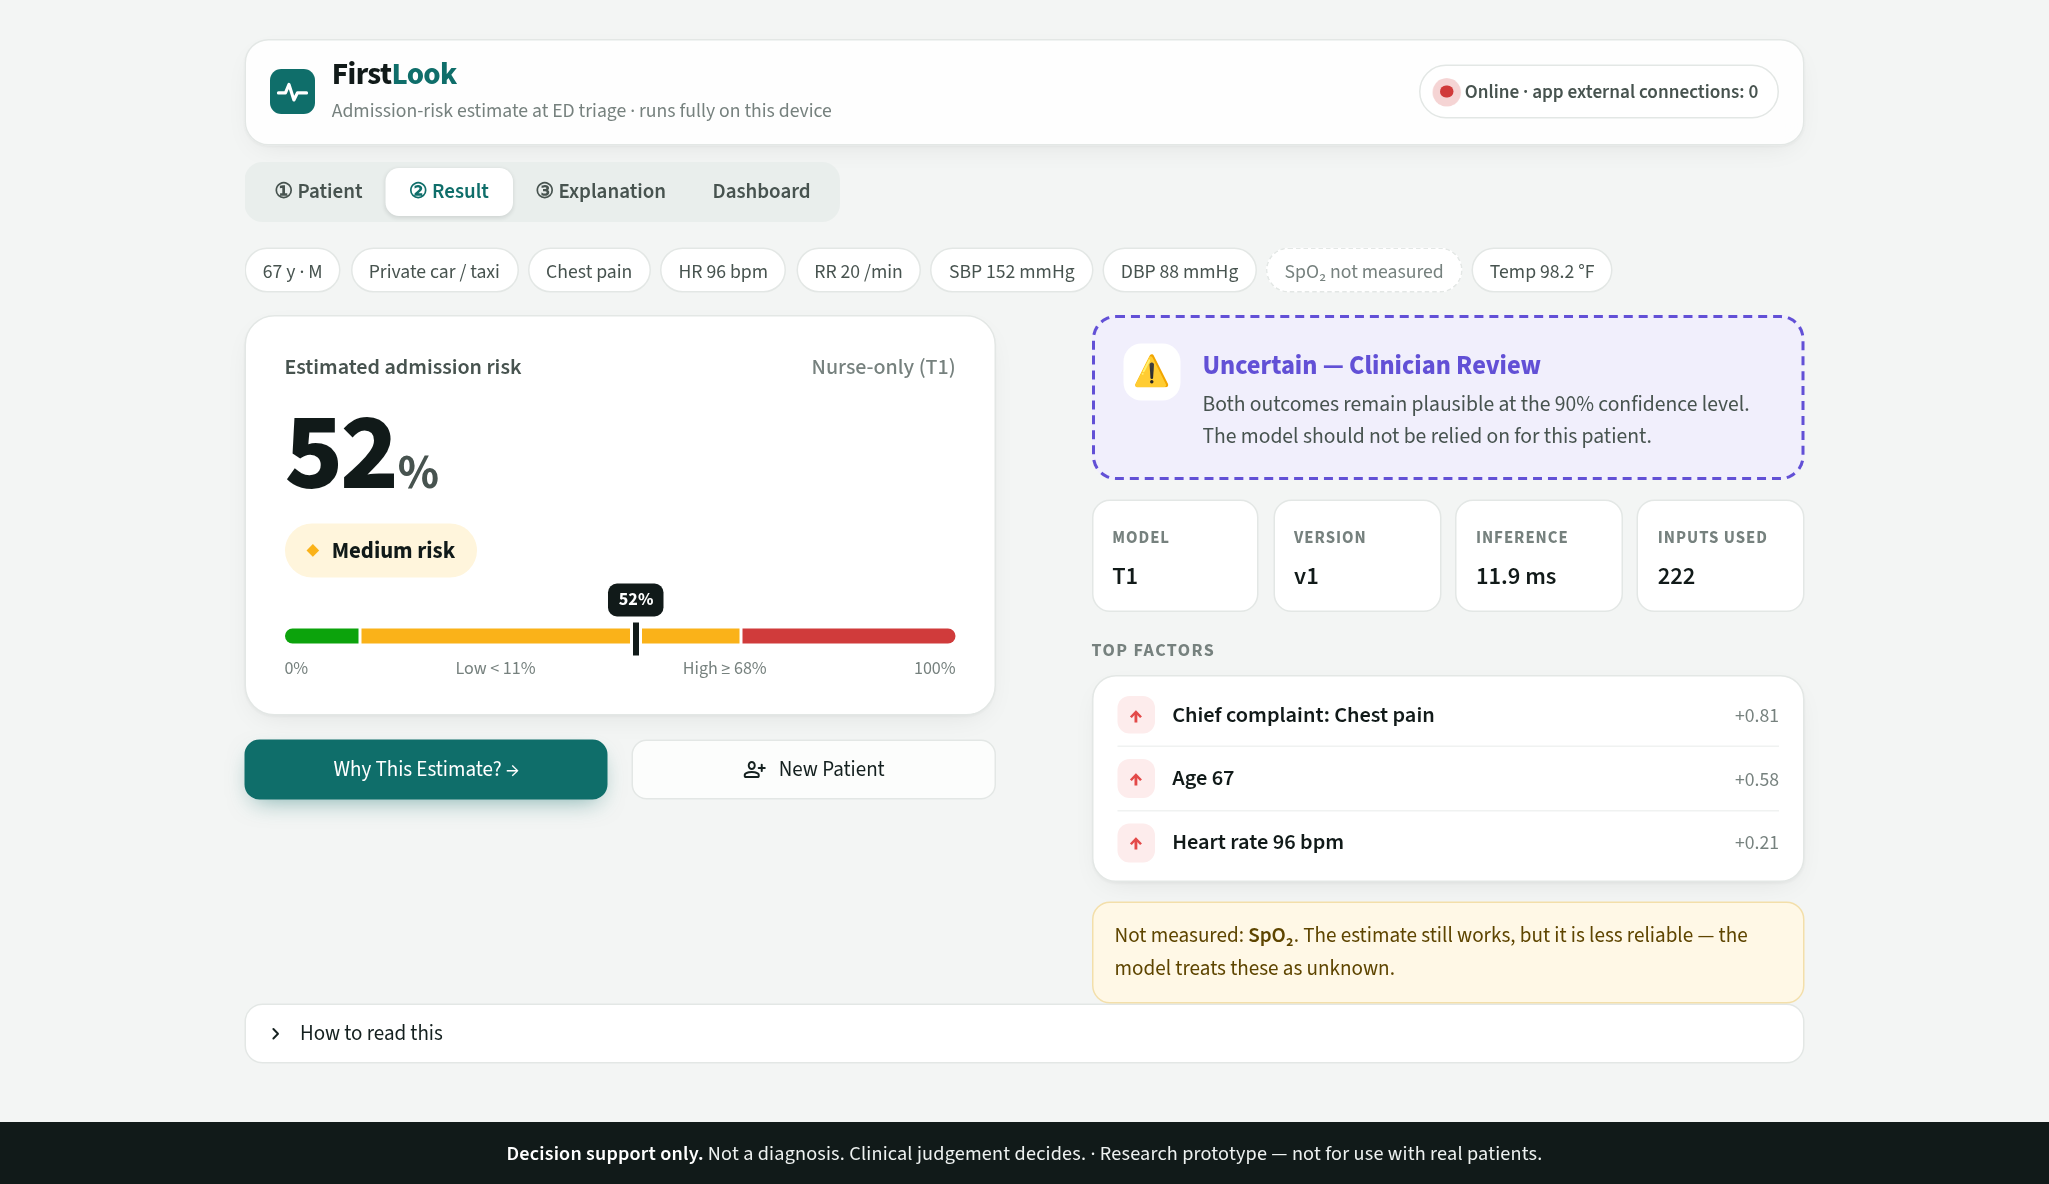 FirstLook
Admission-risk estimate at ED triage · runs fully on this device
Online · app external connections: 0
① Patient
② Result
③ Explanation
Dashboard
67 y · M
Private car / taxi
Chest pain
HR 96 bpm
RR 20 /min
SBP 152 mmHg
DBP 88 mmHg
SpO₂ not measured
Temp 98.2 °F
Estimated admission risk
Nurse-only (T1)
52%
Medium risk
52%
0%
Low < 11%
High ≥ 68%
100%
Why This Estimate? →
New Patient
Uncertain — Clinician Review
Both outcomes remain plausible at the 90% confidence level.
The model should not be relied on for this patient.
MODEL
T1
VERSION
v1
INFERENCE
11.9 ms
INPUTS USED
222
TOP FACTORS
Chief complaint: Chest pain
+0.81
Age 67
+0.58
Heart rate 96 bpm
+0.21
Not measured: SpO₂. The estimate still works, but it is less reliable — the
model treats these as unknown.
How to read this
Decision support only. Not a diagnosis. Clinical judgement decides. · Research prototype — not for use with real patients.